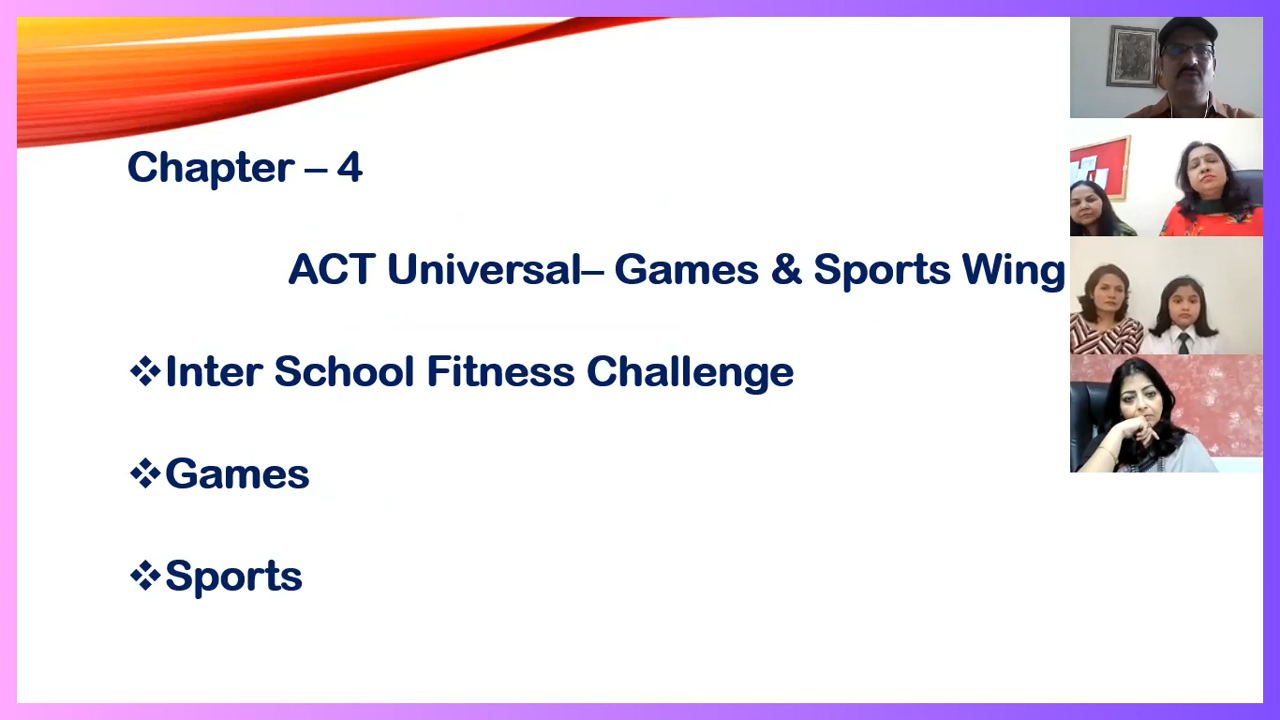 Chapter – 4
ACT Universal– Games & Sports Wing
❖Inter School Fitness Challenge
❖Games
❖Sports